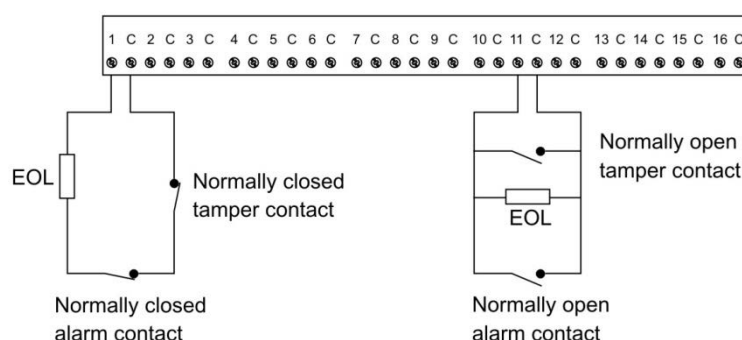 1 C 2 C 3 C 4 C 5 C 6 C 7 C 8 C 9 C 10 C 11 C 12 C 13 C 14 C 15 C 16 C
EOL
Normally closed
tamper contact
Normally closed
alarm contact
Normally open
tamper contact
EOL
Normally open
alarm contact